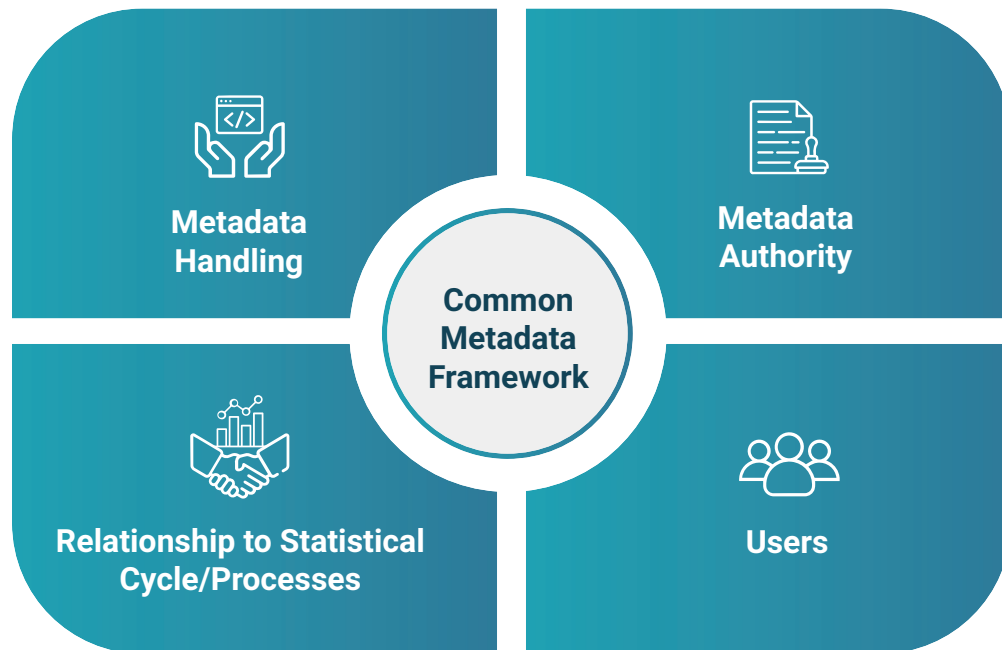 Metadata
Handling
Metadata
Authority
Common
Metadata
Framework
Relationship to Statistical
Cycle/Processes
Users